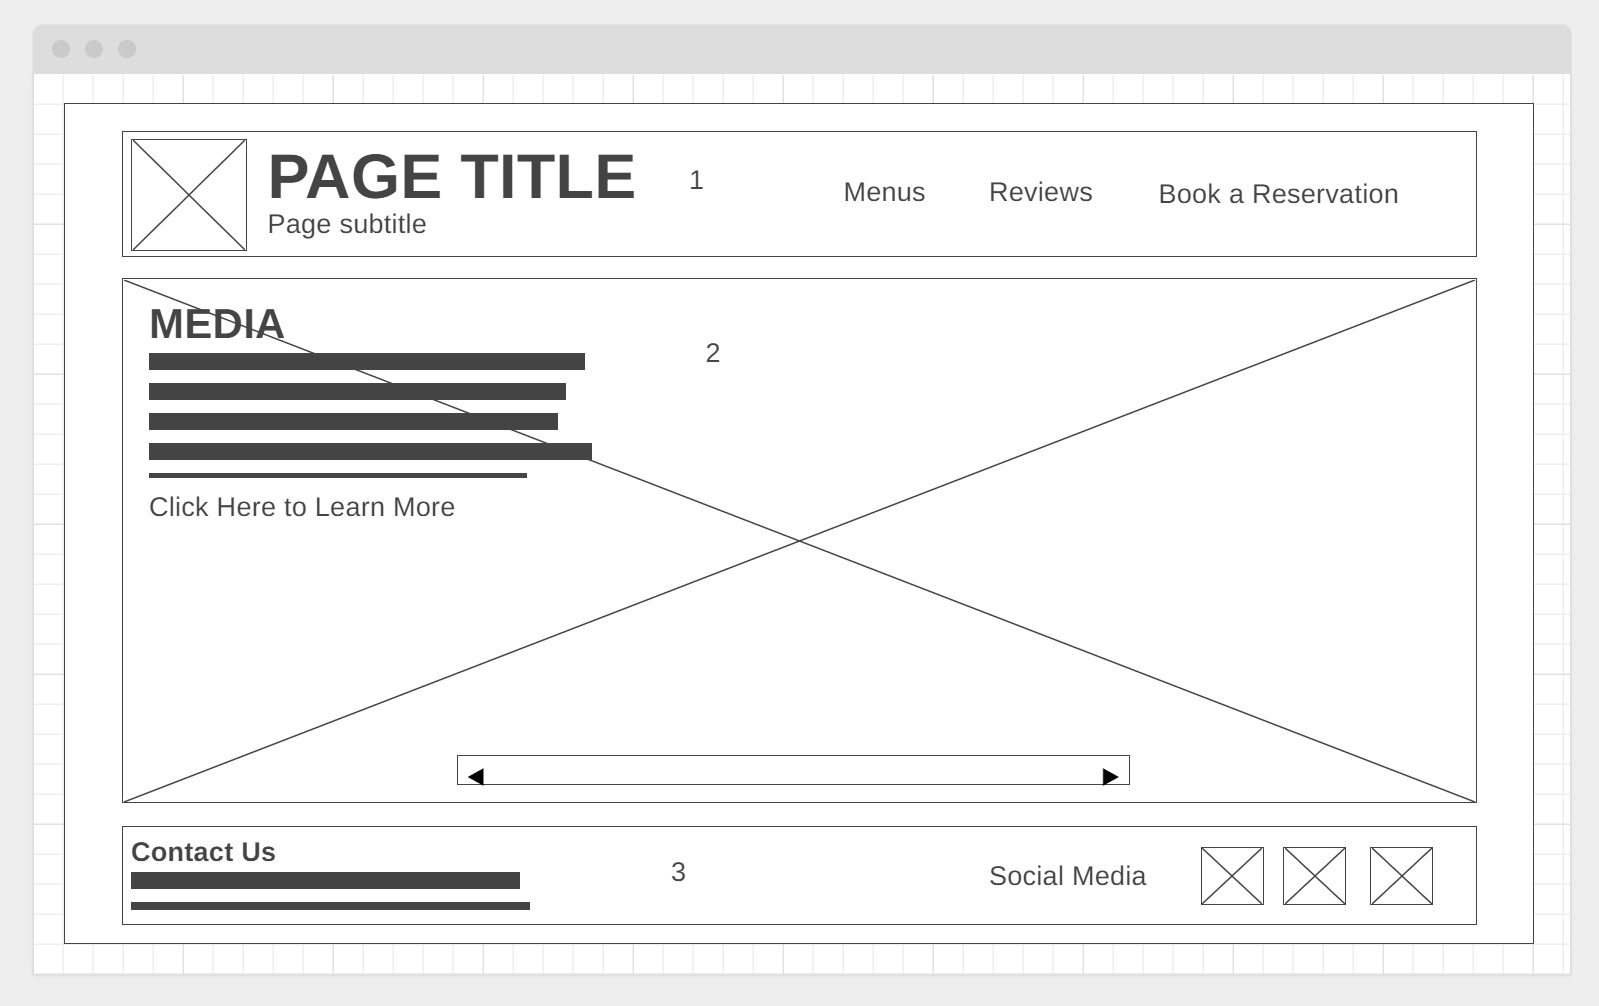 PAGE TITLE
Page subtitle
1
Menus
Reviews
Book a Reservation
MEDIA
2
Click Here to Learn More
Contact Us
3
Social Media